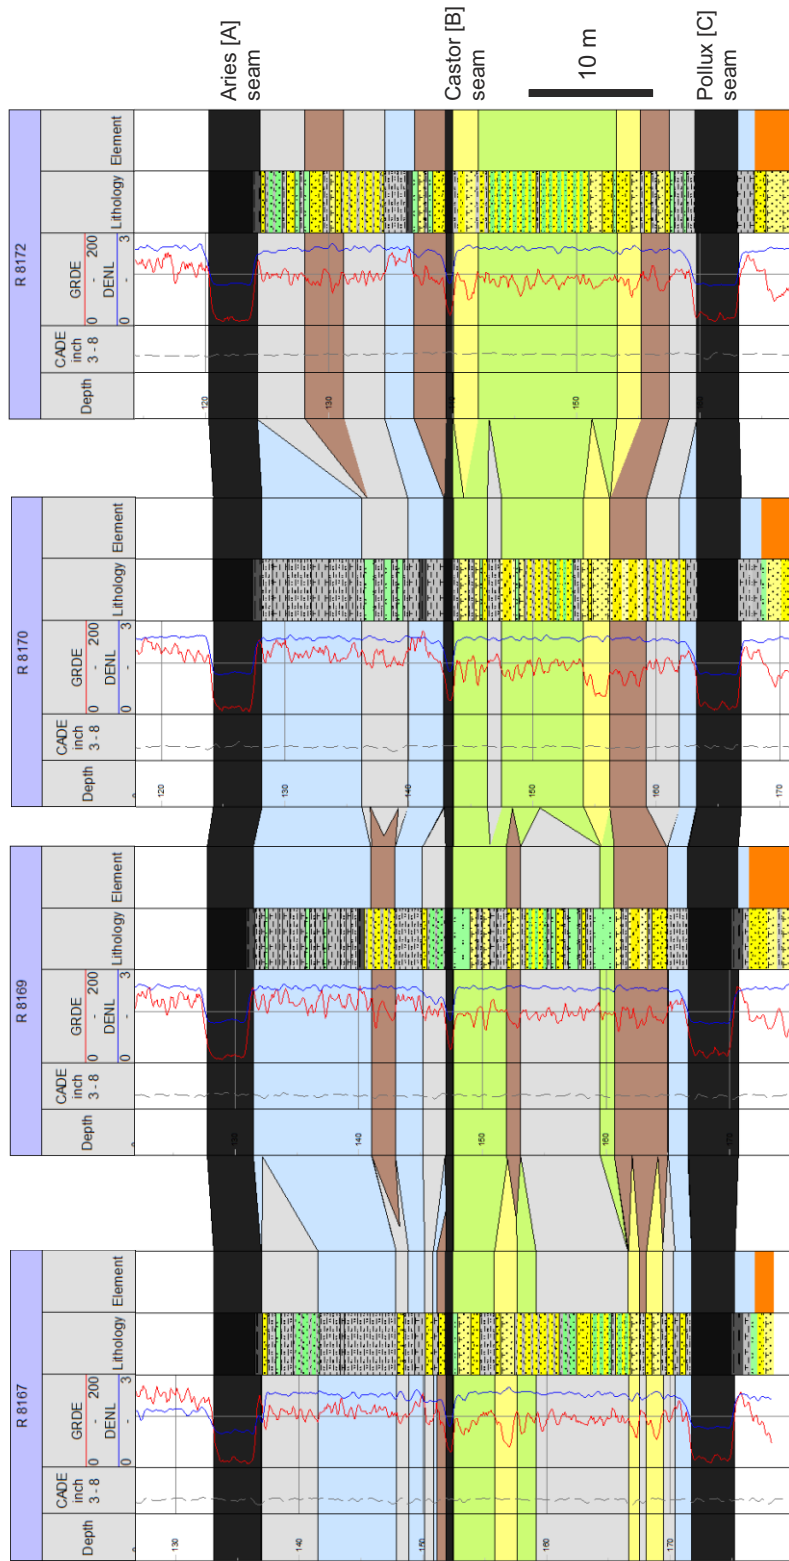 R 8167
Depth
CADE
inch
3 - 8
GRDE
0 - 200
DENL
0 - 3
Lithology
Element
130
140
150
160
170
R 8169
Depth
CADE
inch
3 - 8
GRDE
0 - 200
DENL
0 - 3
Lithology
Element
130
140
150
160
170
R 8170
Depth
CADE
inch
3 - 8
GRDE
0 - 200
DENL
0 - 3
Lithology
Element
120
130
140
150
160
170
R 8172
Depth
CADE
inch
3 - 8
GRDE
0 - 200
DENL
0 - 3
Lithology
Element
120
130
150
Aries [A]
seam
Castor [B]
seam
10 m
Pollux [C]
seam